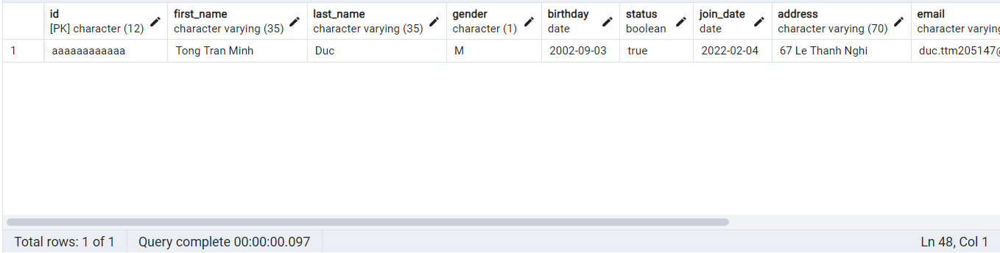 id first_name last_name gender birthday status join_date address email
[PK] character (12) character varying (35) character varying (35) character (1) date boolean date character varying (70) character varying
1 aaaaaaaaaaaa Tong Tran Minh Duc M 2002-09-03 true 2022-02-04 67 Le Thanh Nghi duc.ttm205147@
Total rows: 1 of 1 Query complete 00:00:00.097 Ln 48, Col 1